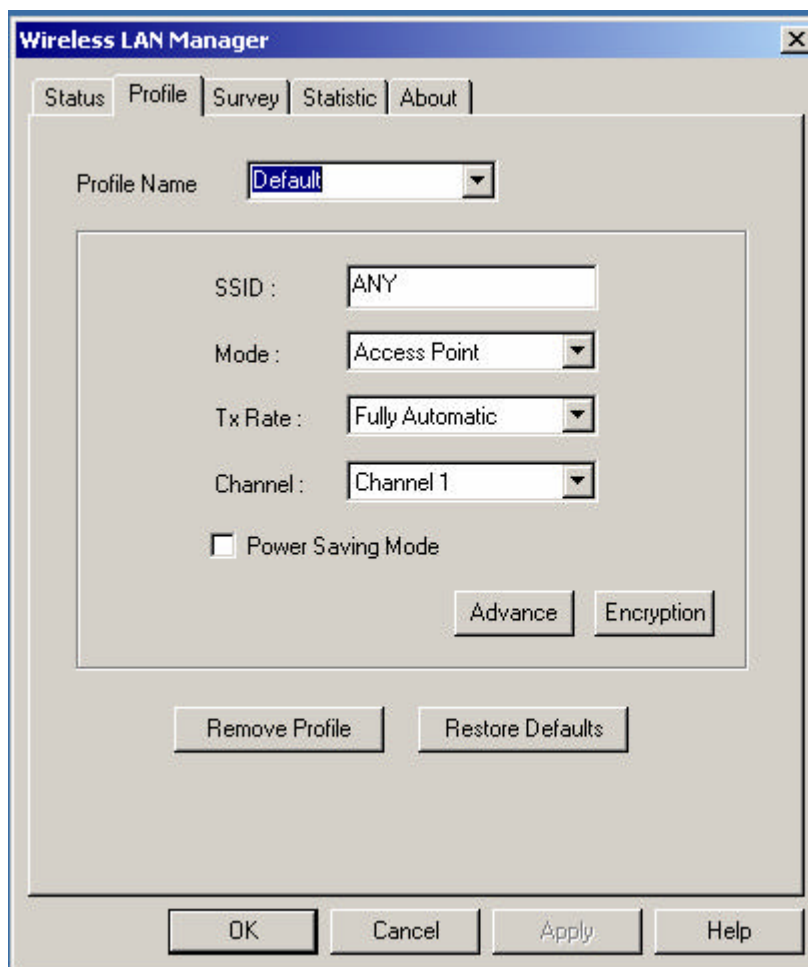 Wireless LAN Manager
Status Profile Survey Statistic About
Profile Name Default
SSID : ANY
Mode : Access Point
Tx Rate : Fully Automatic
Channel : Channel 1
Power Saving Mode
Advance Encryption
Remove Profile Restore Defaults
OK Cancel Apply Help